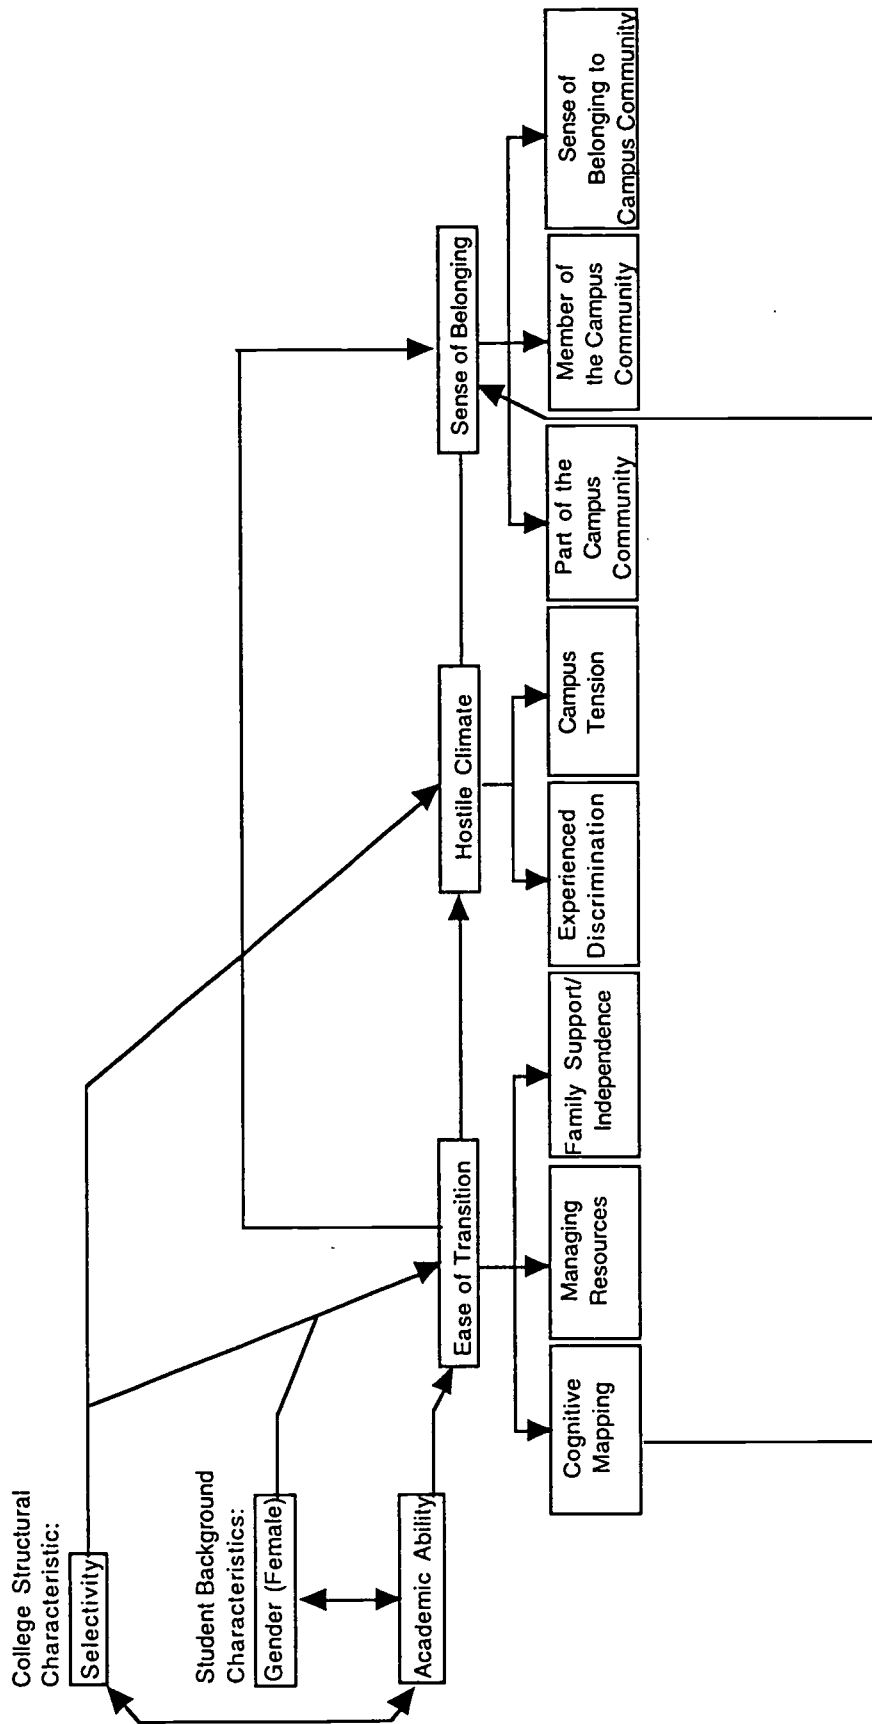 College Structural
Characteristic:
Selectivity
Student Background
Characteristics:
Gender (Female)
Academic Ability
Ease of Transition
Hostile Climate
Sense of Belonging
Cognitive
Mapping
Managing
Resources
Family Support/
Independence
Experienced
Discrimination
Campus
Tension
Part of the
Campus
Community
Member of
the Campus
Community
Sense of
Belonging to
Campus Community